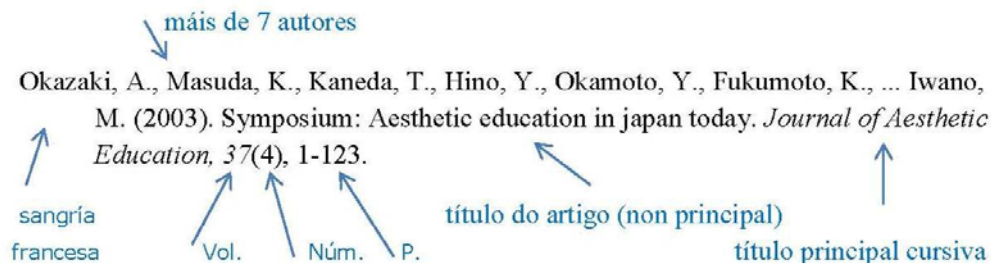 máis de 7 autores
Okazaki, A., Masuda, K., Kaneda, T., Hino, Y., Okamoto, Y., Fukumoto, K., ... Iwano,
M. (2003). Symposium: Aesthetic education in japan today. Journal of Aesthetic
Education, 37(4), 1-123.
sangría
francesa
Vol.
Núm.
P.
título do artigo (non principal)
título principal cursiva